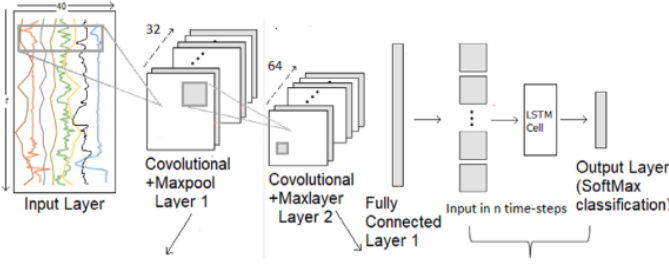 40
t
Input Layer
32
Covolutional
+Maxpool
Layer 1
64
Covolutional
+Maxlayer
Layer 2
Fully
Connected
Layer 1
Input in n time-steps
LSTM
Cell
Output Layer
(SoftMax
classification)